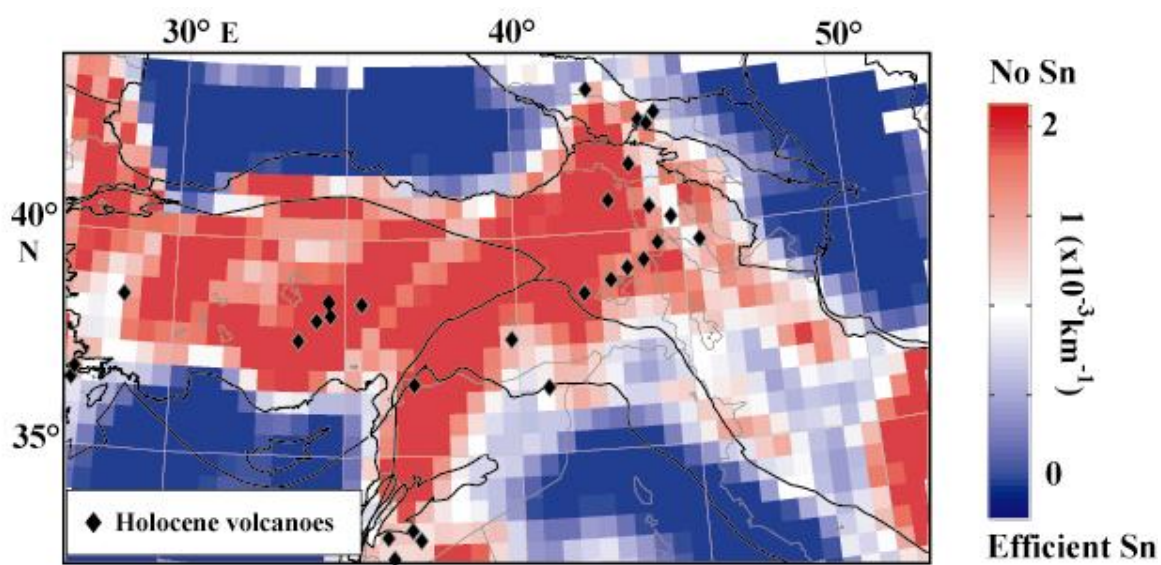 30° E 40° 50°
No Sn
2
40°
N
1 (x10⁻³km⁻¹)
35°
0
Holocene volcanoes
Efficient Sn